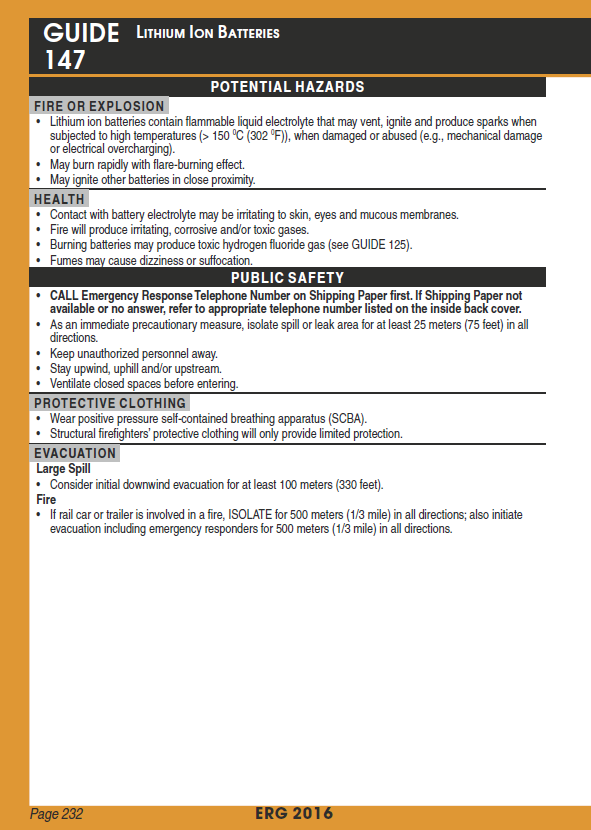 GUIDE 147 LITHIUM ION BATTERIES
POTENTIAL HAZARDS
FIRE OR EXPLOSION
• Lithium ion batteries contain flammable liquid electrolyte that may vent, ignite and produce sparks when
subjected to high temperatures (> 150 ⁰C (302 ⁰F)), when damaged or abused (e.g., mechanical damage
or electrical overcharging).
• May burn rapidly with flare-burning effect.
• May ignite other batteries in close proximity.
HEALTH
• Contact with battery electrolyte may be irritating to skin, eyes and mucous membranes.
• Fire will produce irritating, corrosive and/or toxic gases.
• Burning batteries may produce toxic hydrogen fluoride gas (see GUIDE 125).
• Fumes may cause dizziness or suffocation.
PUBLIC SAFETY
• CALL Emergency Response Telephone Number on Shipping Paper first. If Shipping Paper not
available or no answer, refer to appropriate telephone number listed on the inside back cover.
• As an immediate precautionary measure, isolate spill or leak area for at least 25 meters (75 feet) in all
directions.
• Keep unauthorized personnel away.
• Stay upwind, uphill and/or upstream.
• Ventilate closed spaces before entering.
PROTECTIVE CLOTHING
• Wear positive pressure self-contained breathing apparatus (SCBA).
• Structural firefighters' protective clothing will only provide limited protection.
EVACUATION
Large Spill
• Consider initial downwind evacuation for at least 100 meters (330 feet).
Fire
• If rail car or trailer is involved in a fire, ISOLATE for 500 meters (1/3 mile) in all directions; also initiate
evacuation including emergency responders for 500 meters (1/3 mile) in all directions.
Page 232 ERG 2016